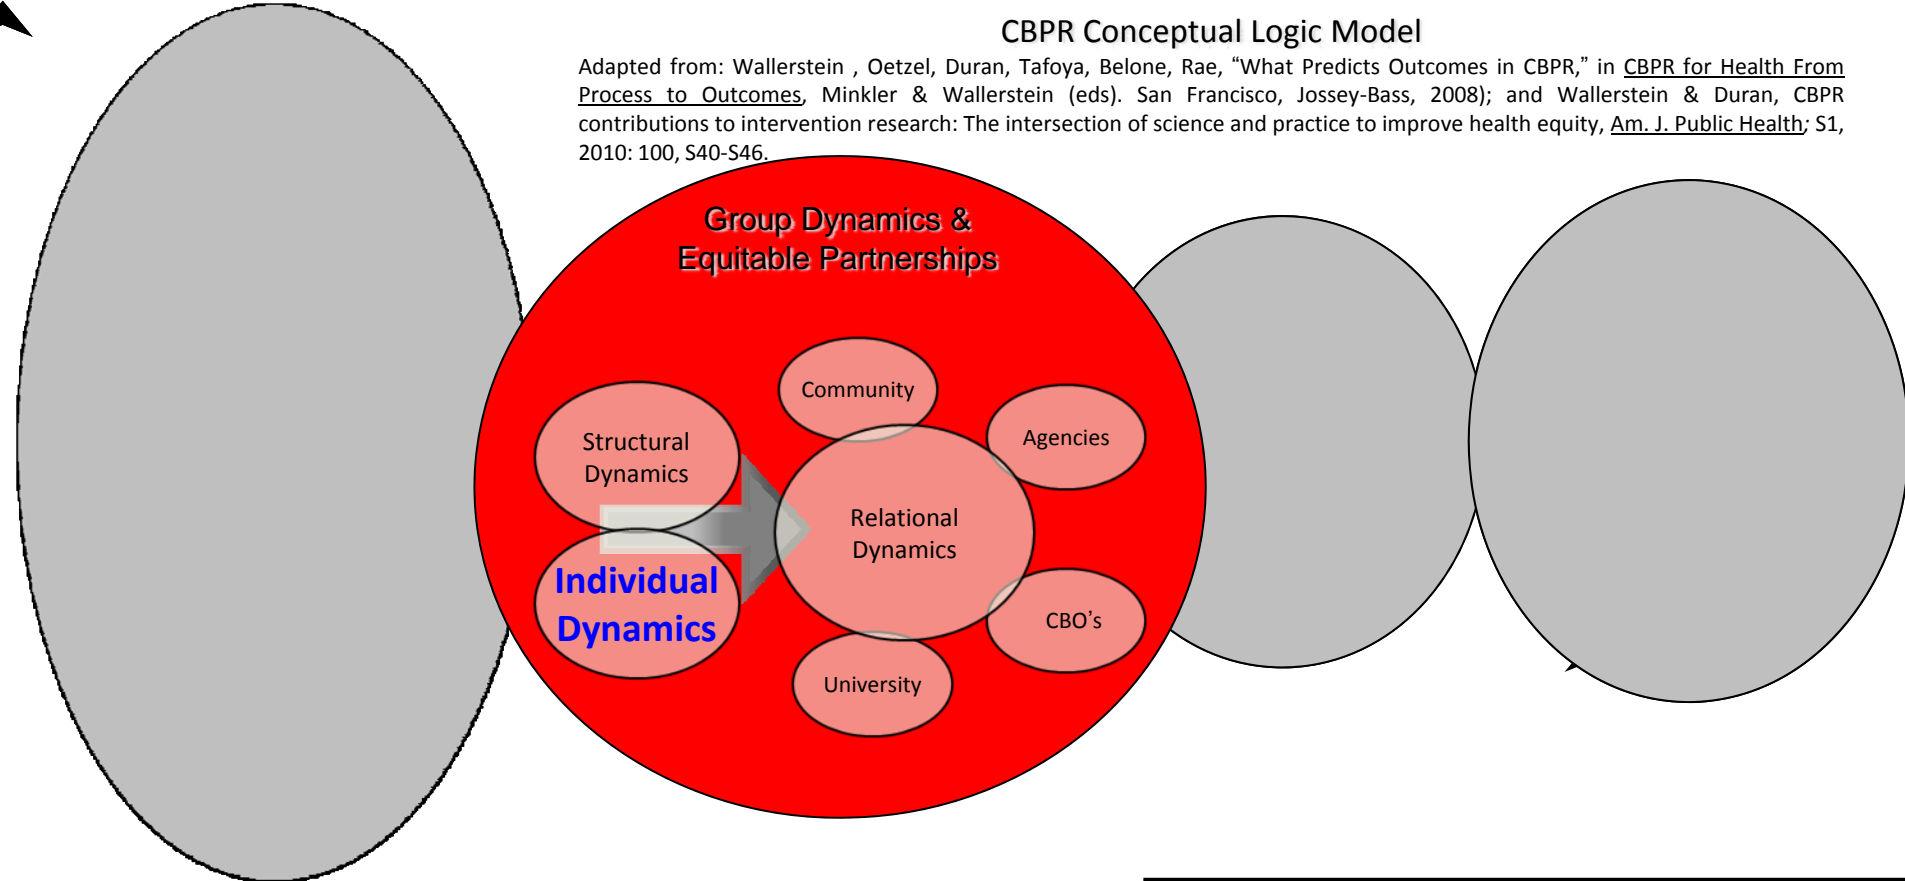 CBPR Conceptual Logic Model
Adapted from: Wallerstein , Oetzel, Duran, Tafoya, Belone, Rae, “What Predicts Outcomes in CBPR,” in CBPR for Health From
Process to Outcomes, Minkler & Wallerstein (eds). San Francisco, Jossey-Bass, 2008); and Wallerstein & Duran, CBPR
contributions to intervention research: The intersection of science and practice to improve health equity, Am. J. Public Health; S1,
2010: 100, S40-S46.
Group Dynamics &
Equitable Partnerships
Community
Agencies
Structural
Dynamics
Relational
Dynamics
Individual
Dynamics
CBO’s
University